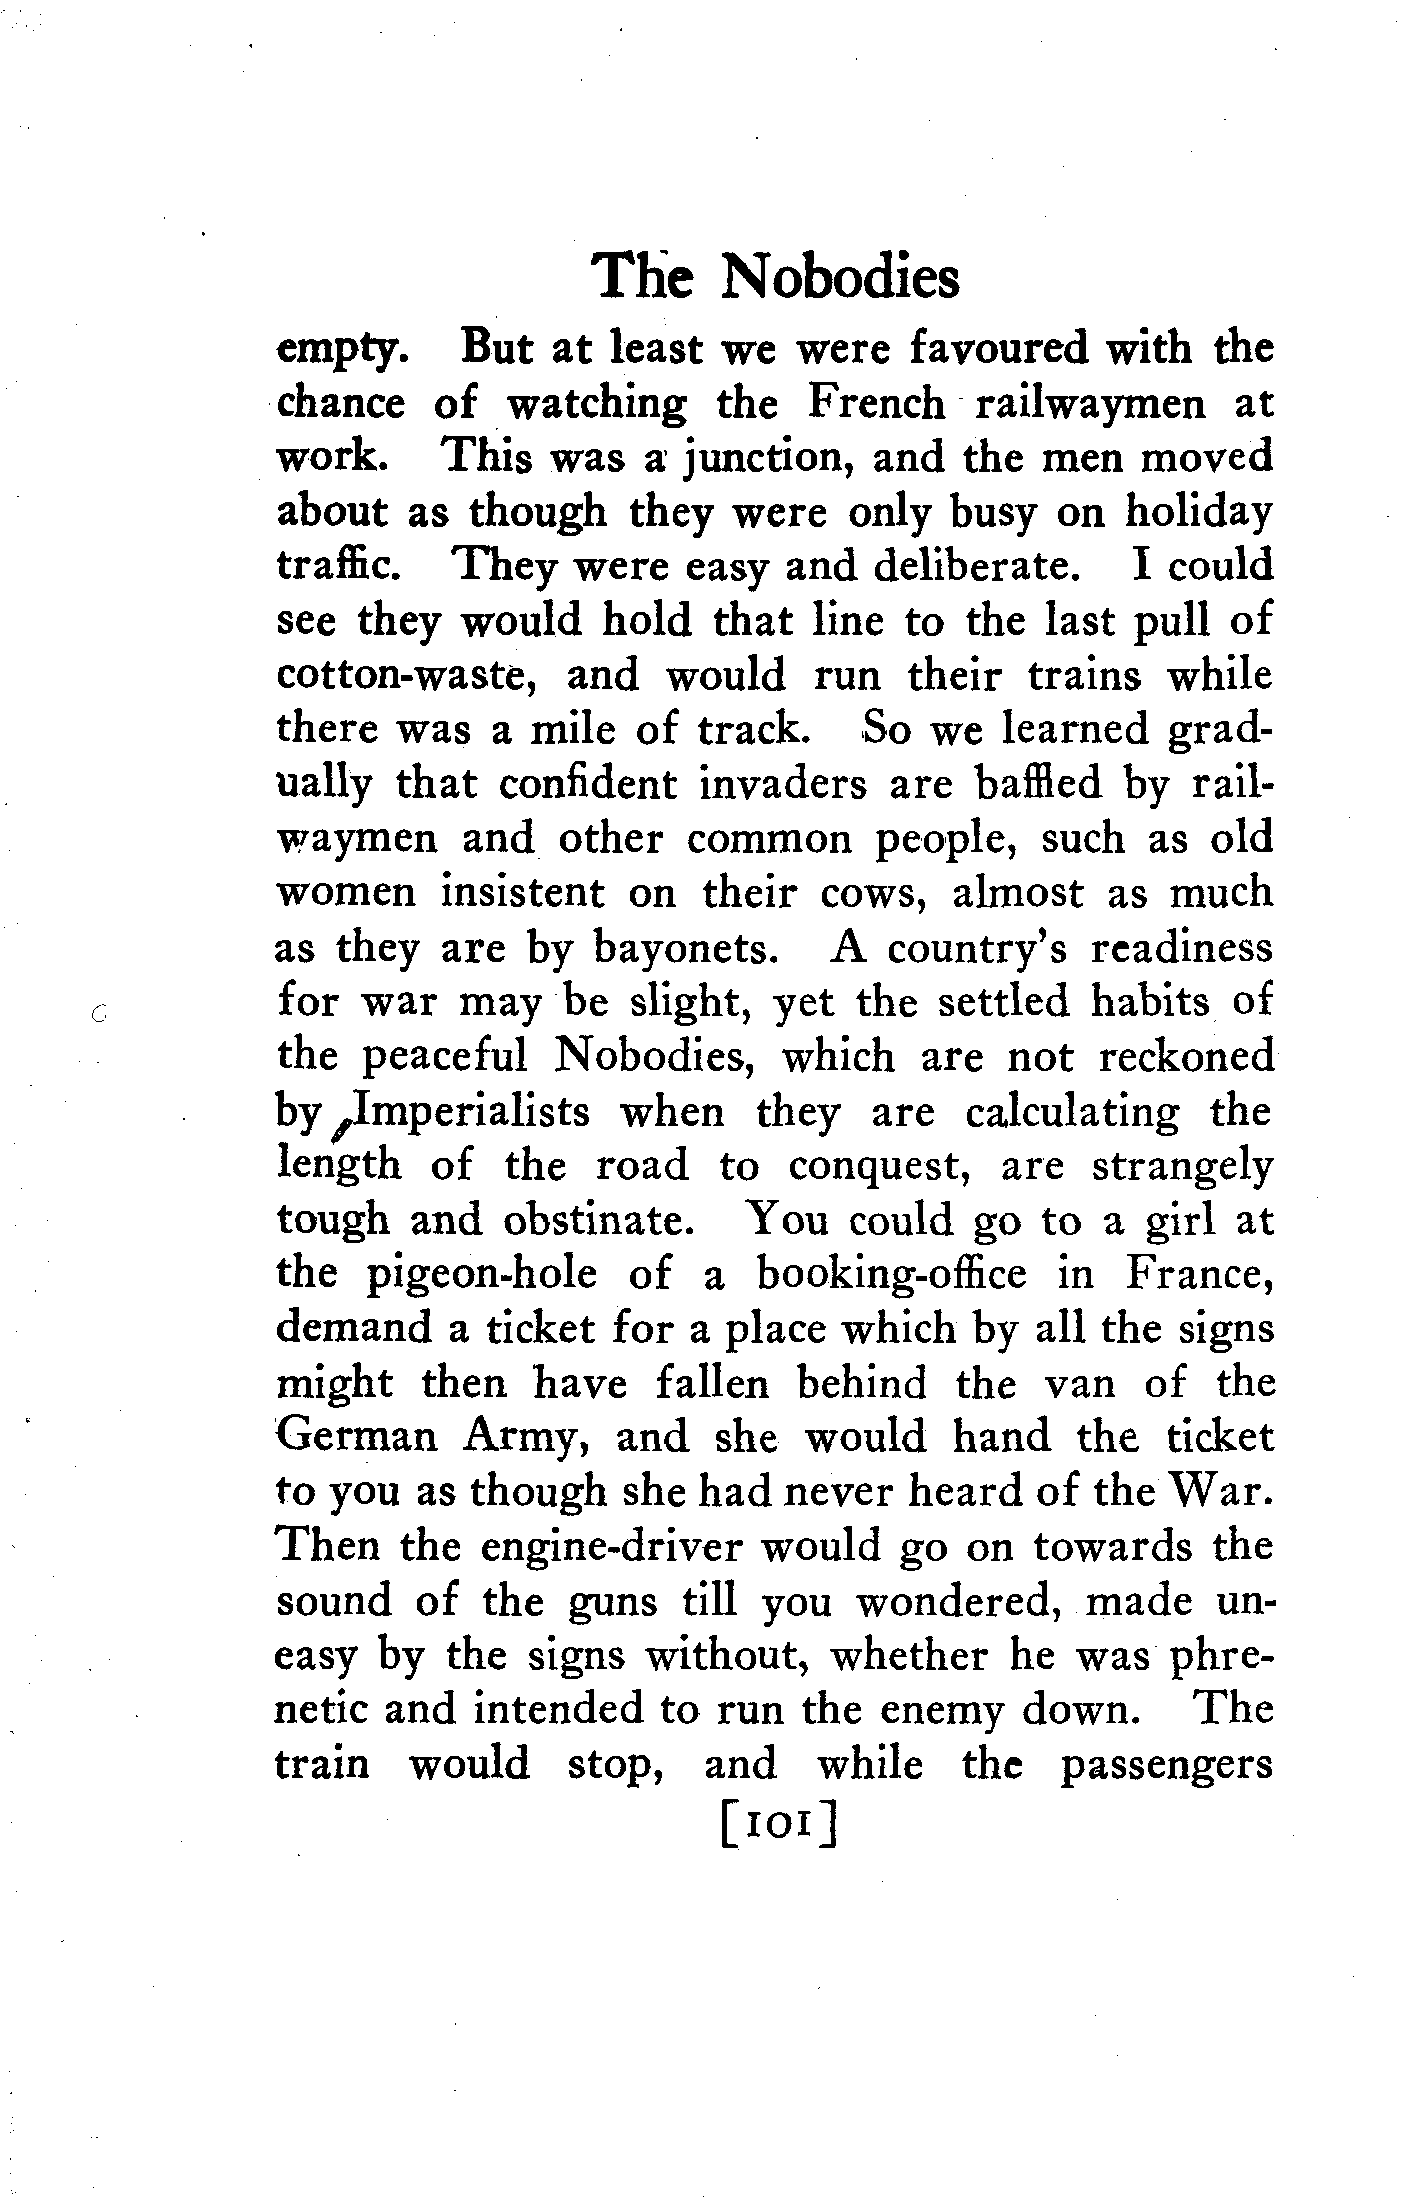 The Nobodies
empty. But at least we were favoured with the
chance of watching the French railwaymen at
work. This was a junction, and the men moved
about as though they were only busy on holiday
traffic. They were easy and deliberate. I could
see they would hold that line to the last pull of
cotton-waste, and would run their trains while
there was a mile of track. So we learned grad-
ually that confident invaders are baffled by rail-
waymen and other common people, such as old
women insistent on their cows, almost as much
as they are by bayonets. A country's readiness
for war may be slight, yet the settled habits of
the peaceful Nobodies, which are not reckoned
by Imperialists when they are calculating the
length of the road to conquest, are strangely
tough and obstinate. You could go to a girl at
the pigeon-hole of a booking-office in France,
demand a ticket for a place which by all the signs
might then have fallen behind the van of the
German Army, and she would hand the ticket
to you as though she had never heard of the War.
Then the engine-driver would go on towards the
sound of the guns till you wondered, made un-
easy by the signs without, whether he was phre-
netic and intended to run the enemy down. The
train would stop, and while the passengers
[101]